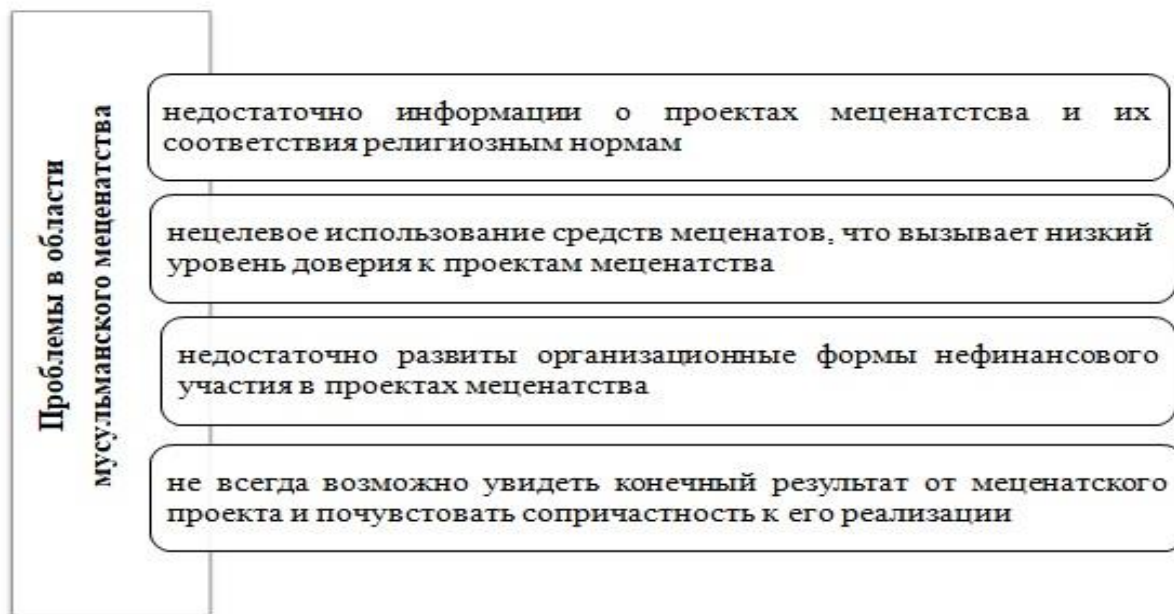 Проблемы в области
мусульманского меценатства
недостаточно информации о проектах меценатстсва и их
соответствия религиозным нормам
нецелевое использование средств меценатов, что вызывает низкий
уровень доверия к проектам меценатства
недостаточно развиты организационные формы нефинансового
участия в проектах меценатства
не всегда возможно увидеть конечный результат от меценатского
проекта и почувстовать сопричастность к его реализации